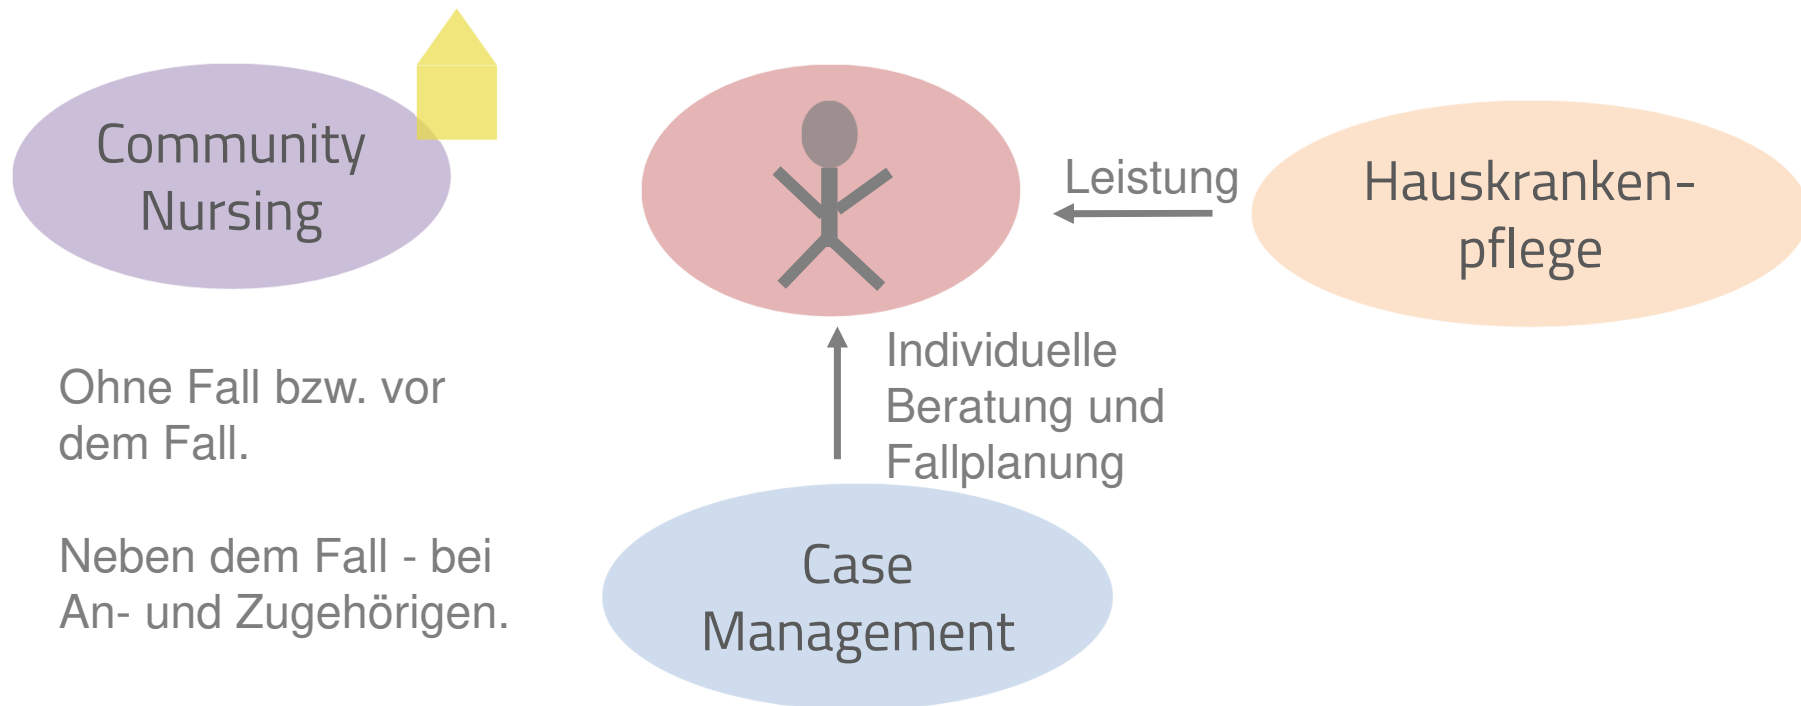 Community
Nursing
Ohne Fall bzw. vor
dem Fall.
Neben dem Fall - bei
An- und Zugehörigen.
Leistung
Hauskranken-
pflege
Individuelle
Beratung und
Fallplanung
Case
Management